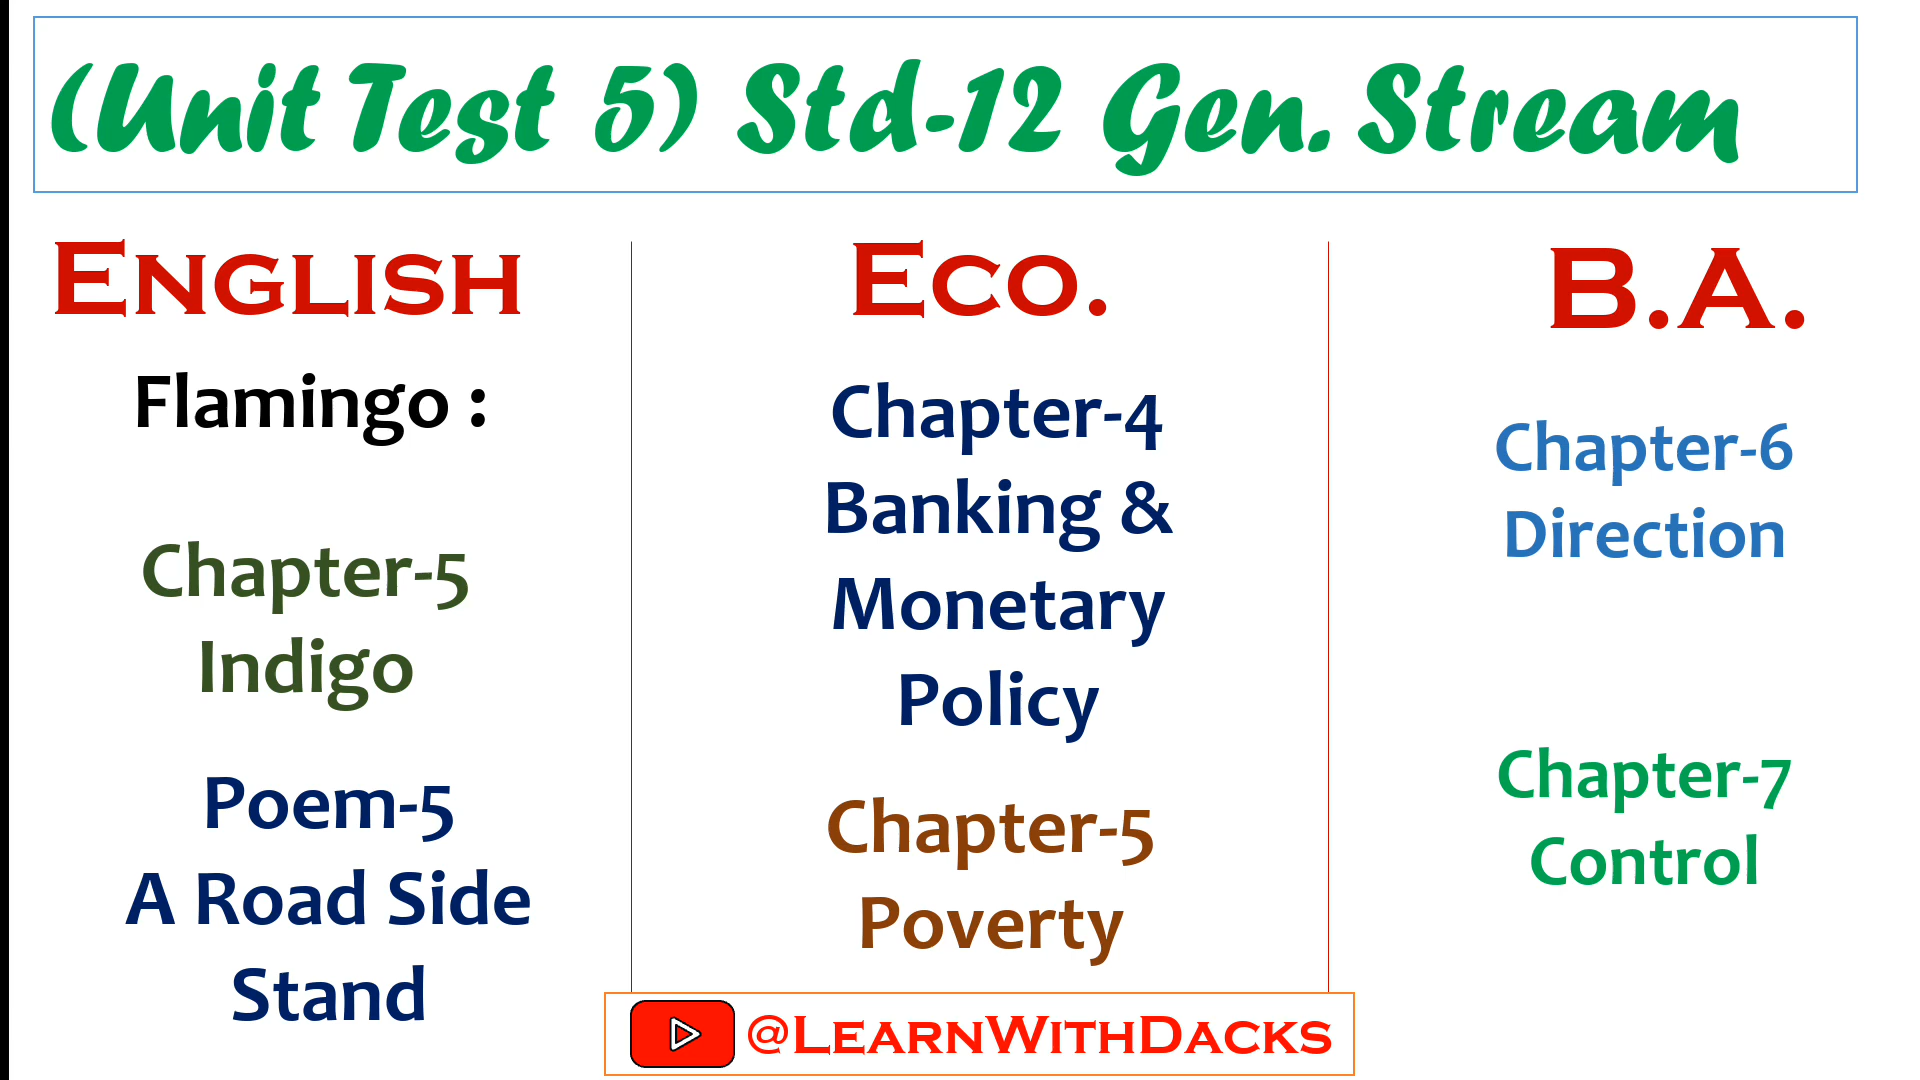 (Unit Test 5) Std-12 Gen. Stream
English
Flamingo :
Chapter-5
Indigo
Poem-5
A Road Side
Stand
Eco.
Chapter-4
Banking &
Monetary
Policy
Chapter-5
Poverty
B.A.
Chapter-6
Direction
Chapter-7
Control
@LearnWithDacks